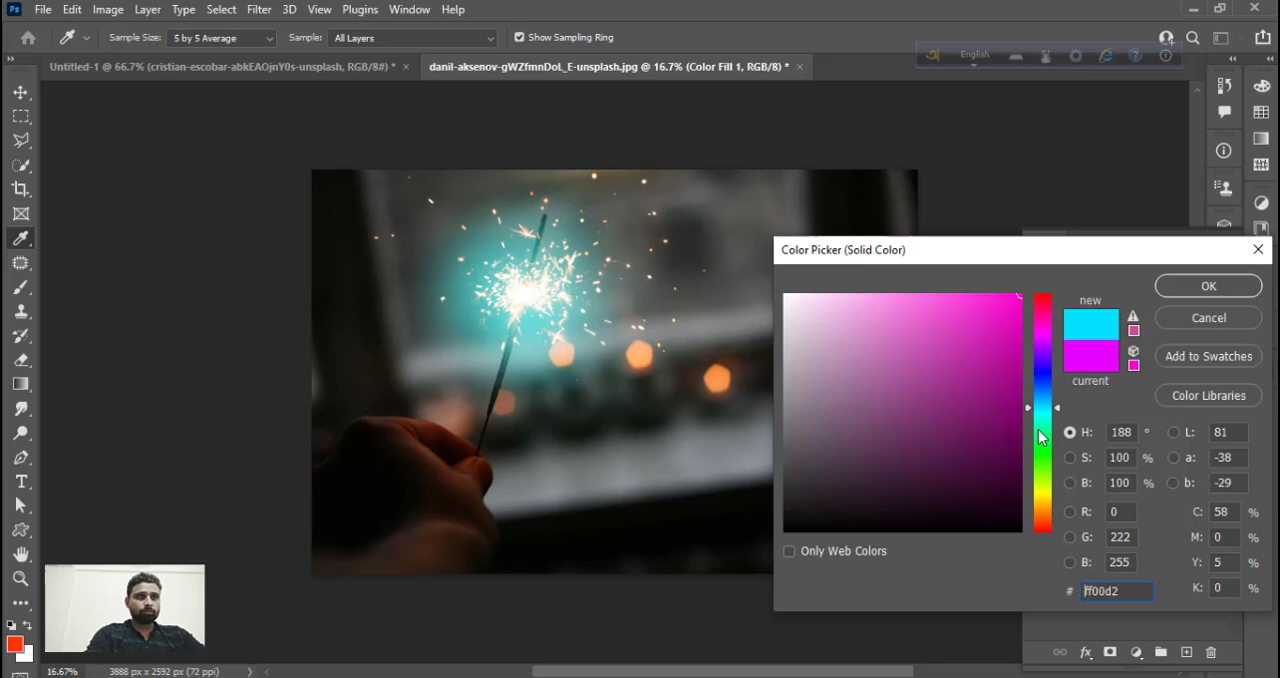 Ps File Edit Image Layer Type Select Filter 3D View Plugins Window Help
Sample Size: 5 by 5 Average Sample: All Layers Show Sampling Ring
English
Untitled-1 @ 66.7% (cristian-escobar-abkEAOjnY0s-unsplash, RGB/8#) * × danil-aksenov-gWZfmnDoL_E-unsplash.jpg @ 16.7% (Color Fill 1, RGB/8) * ×
Color Picker (Solid Color)
new
OK
Cancel
Add to Swatches
current
Color Libraries
H: 188 ° L: 81
S: 100 % a: -38
B: 100 % b: -29
R: 0 C: 58 %
G: 222 M: 0 %
Only Web Colors
B: 255 Y: 5 %
# ff00d2 K: 0 %
T
fx
16.67% 3888 px x 2592 px (72 ppi)